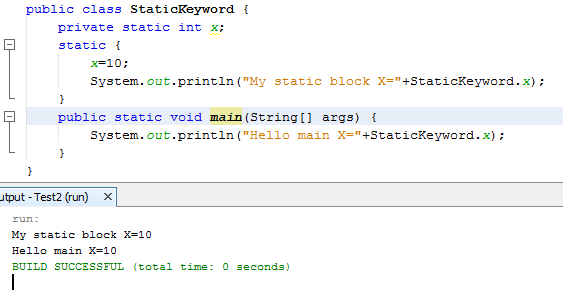 public class StaticKeyword {
private static int x;
static {
x=10;
System.out.println("My static block X="+StaticKeyword.x);
}
public static void main(String[] args) {
System.out.println("Hello main X="+StaticKeyword.x);
}
}
utput - Test2 (run) ×
run:
My static block X=10
Hello main X=10
BUILD SUCCESSFUL (total time: 0 seconds)